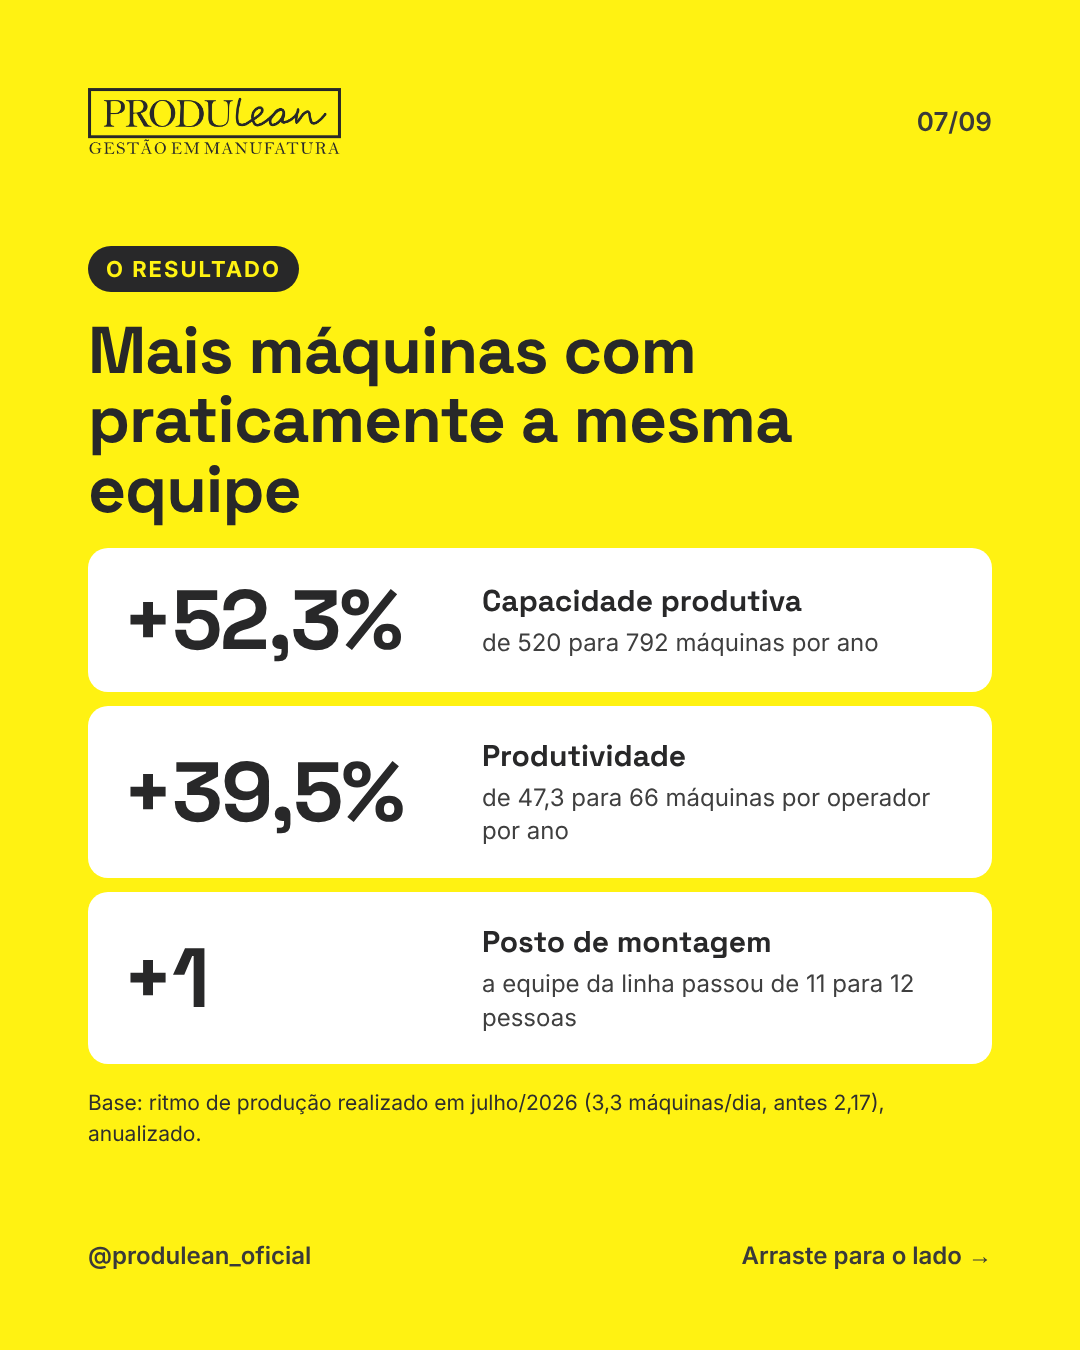 PRODUlean
GESTÃO EM MANUFATURA
07/09
O RESULTADO
Mais máquinas com
praticamente a mesma
equipe
+52,3%
Capacidade produtiva
de 520 para 792 máquinas por ano
+39,5%
Produtividade
de 47,3 para 66 máquinas por operador
por ano
+1
Posto de montagem
a equipe da linha passou de 11 para 12
pessoas
Base: ritmo de produção realizado em julho/2026 (3,3 máquinas/dia, antes 2,17),
anualizado.
@produlean_oficial
Arraste para o lado →